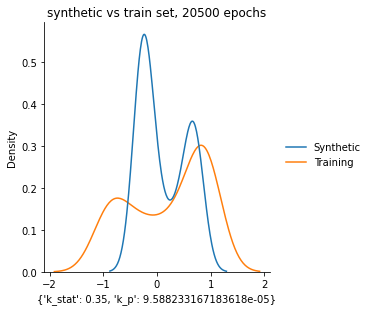 synthetic vs train set, 20500 epochs
0.5
0.4
0.3
0.2
0.1
0.0
Density
Synthetic
Training
−2 −1 0 1 2
{'k_stat': 0.35, 'k_p': 9.588233167183618e-05}